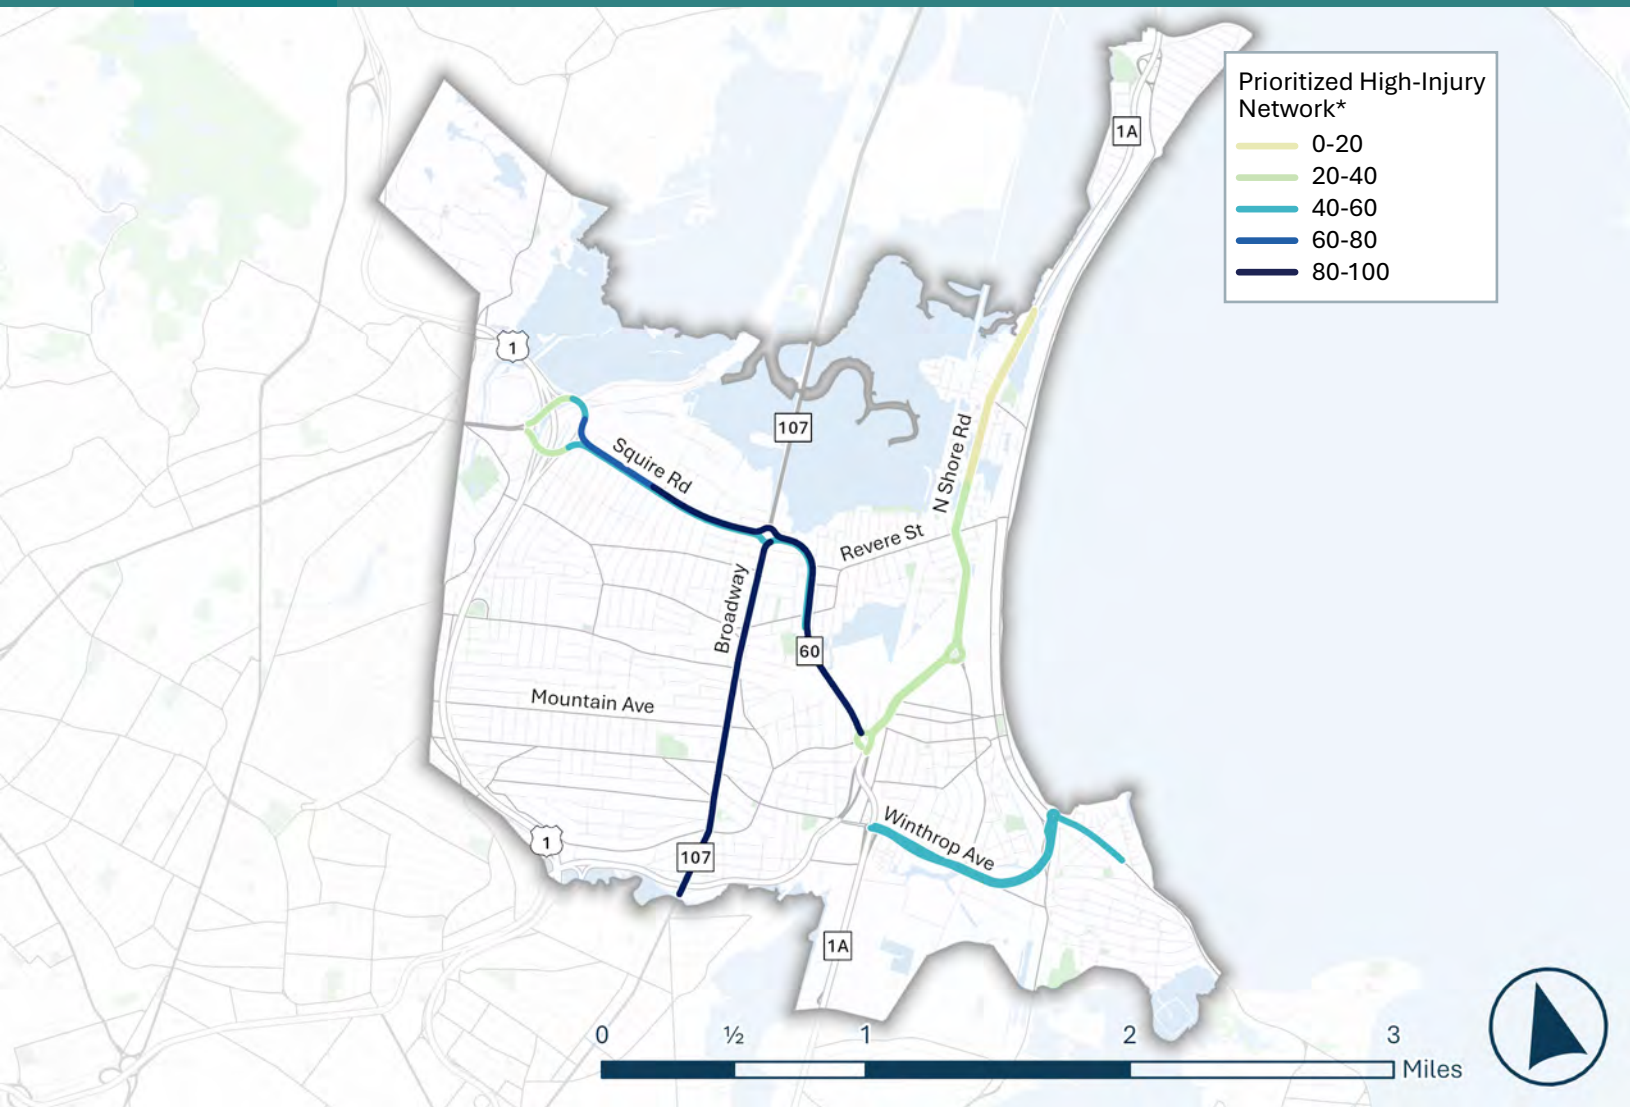 Prioritized High-Injury
Network*
0-20
20-40
40-60
60-80
80-100
1A
1
107
N Shore Rd
Squire Rd
Revere St
Broadway
60
Mountain Ave
Winthrop Ave
1
107
1A
0 ½ 1 2 3
Miles